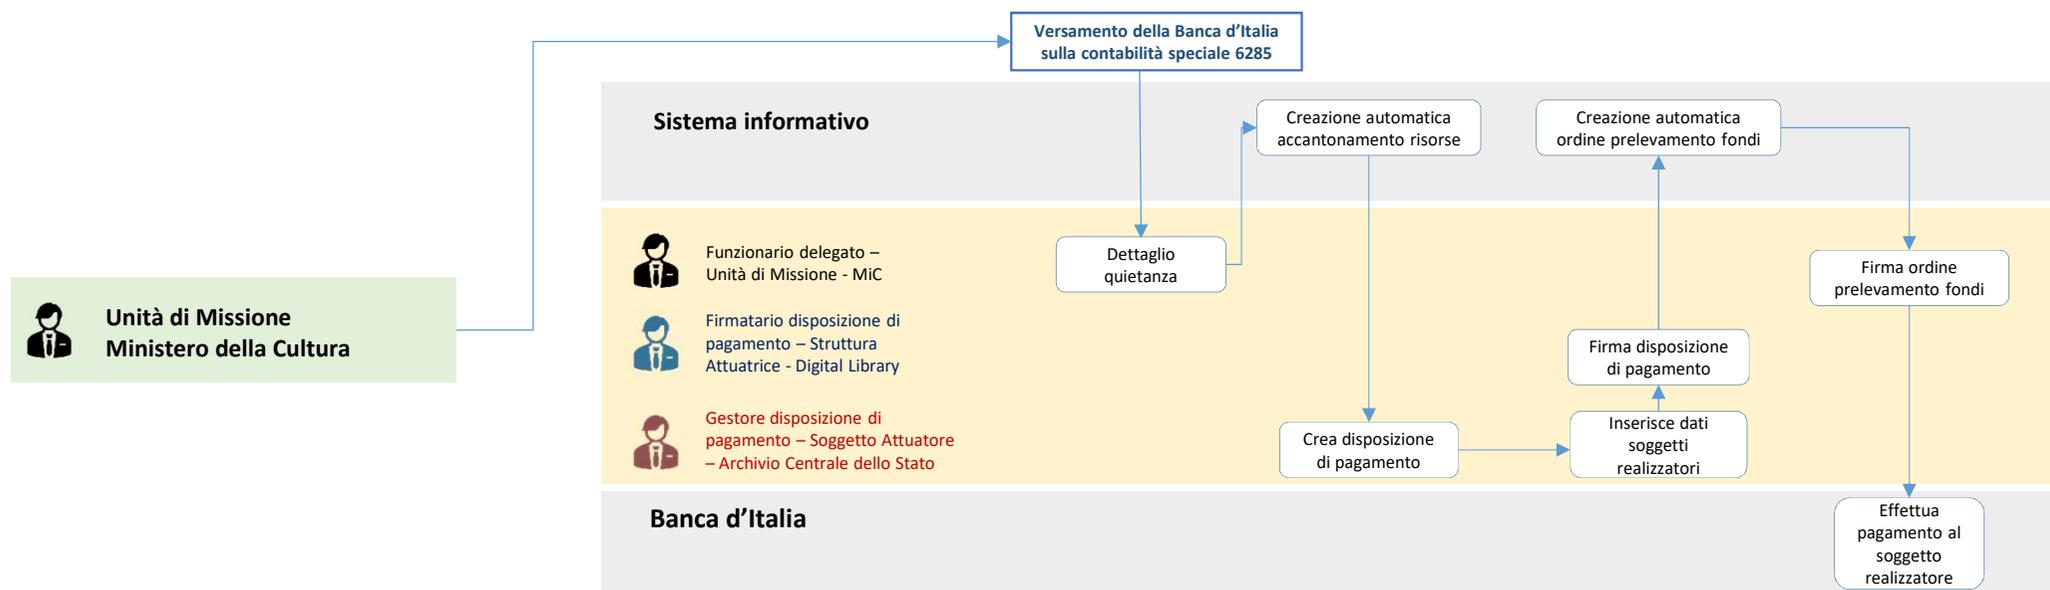 Versamento della Banca d’Italia
sulla contabilità speciale 6285
Sistema informativo
Creazione automatica
accantonamento risorse
Creazione automatica
ordine prelevamento fondi
Funzionario delegato –
Unità di Missione - MiC
Dettaglio
quietanza
Firma ordine
prelevamento fondi
Unità di Missione
Ministero della Cultura
Firmatario disposizione di
pagamento – Struttura
Attuatrice - Digital Library
Firma disposizione
di pagamento
Gestore disposizione di
pagamento – Soggetto Attuatore
– Archivio Centrale dello Stato
Crea disposizione
di pagamento
Inserisce dati
soggetti
realizzatori
Banca d’Italia
Effettua
pagamento al
soggetto
realizzatore